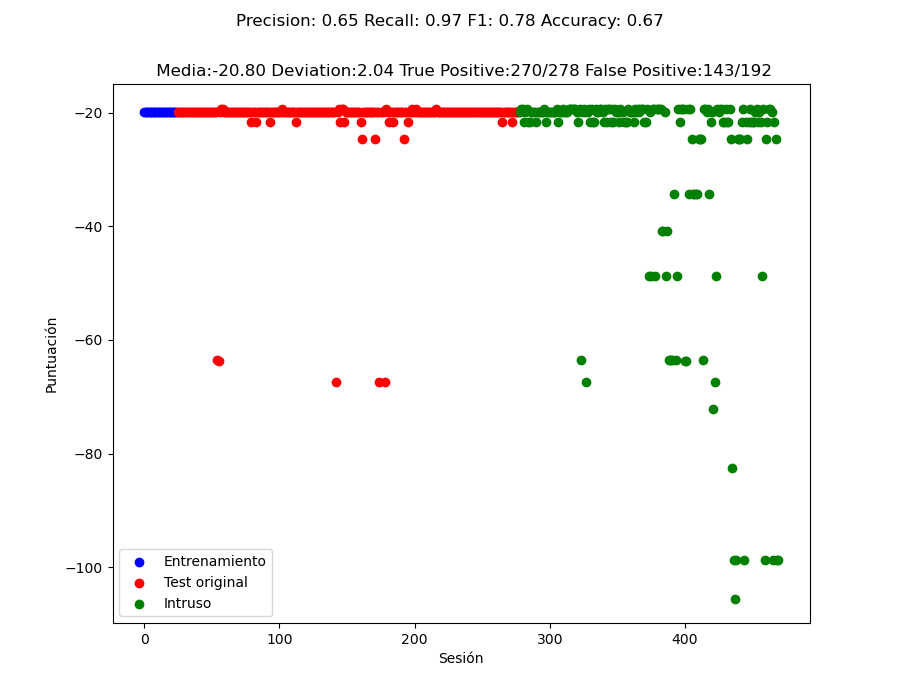 Precision: 0.65 Recall: 0.97 F1: 0.78 Accuracy: 0.67
Media:-20.80 Deviation:2.04 True Positive:270/278 False Positive:143/192
−20
−40
−60
−80
−100
Puntuación
Entrenamiento
Test original
Intruso
0
100
200
300
400
Sesión